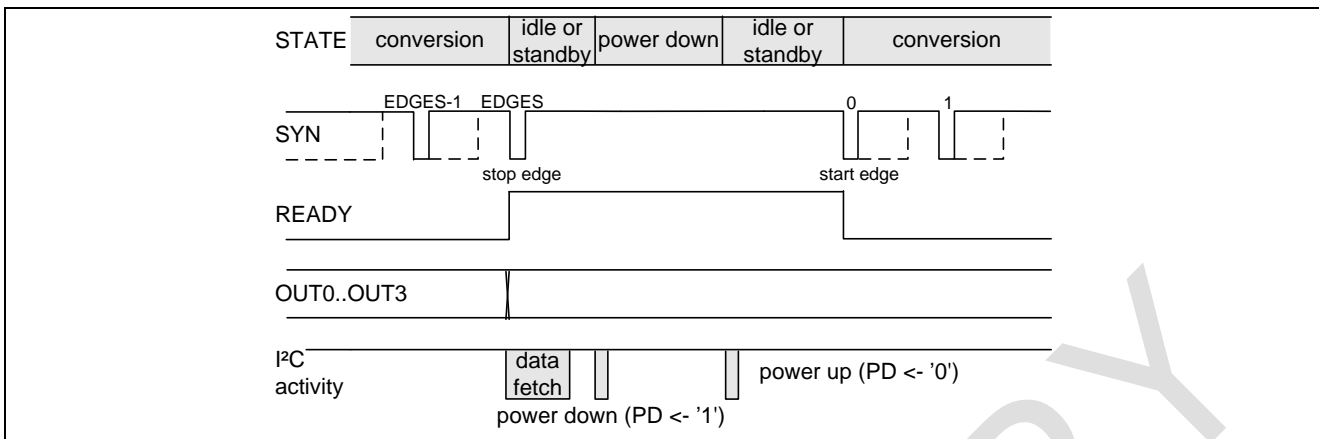 STATE conversion idle or standby power down idle or standby conversion
EDGES-1 EDGES 0 1
SYN
stop edge start edge
READY
OUT0..OUT3
I²C activity data fetch power up (PD <- '0')
power down (PD <- '1')